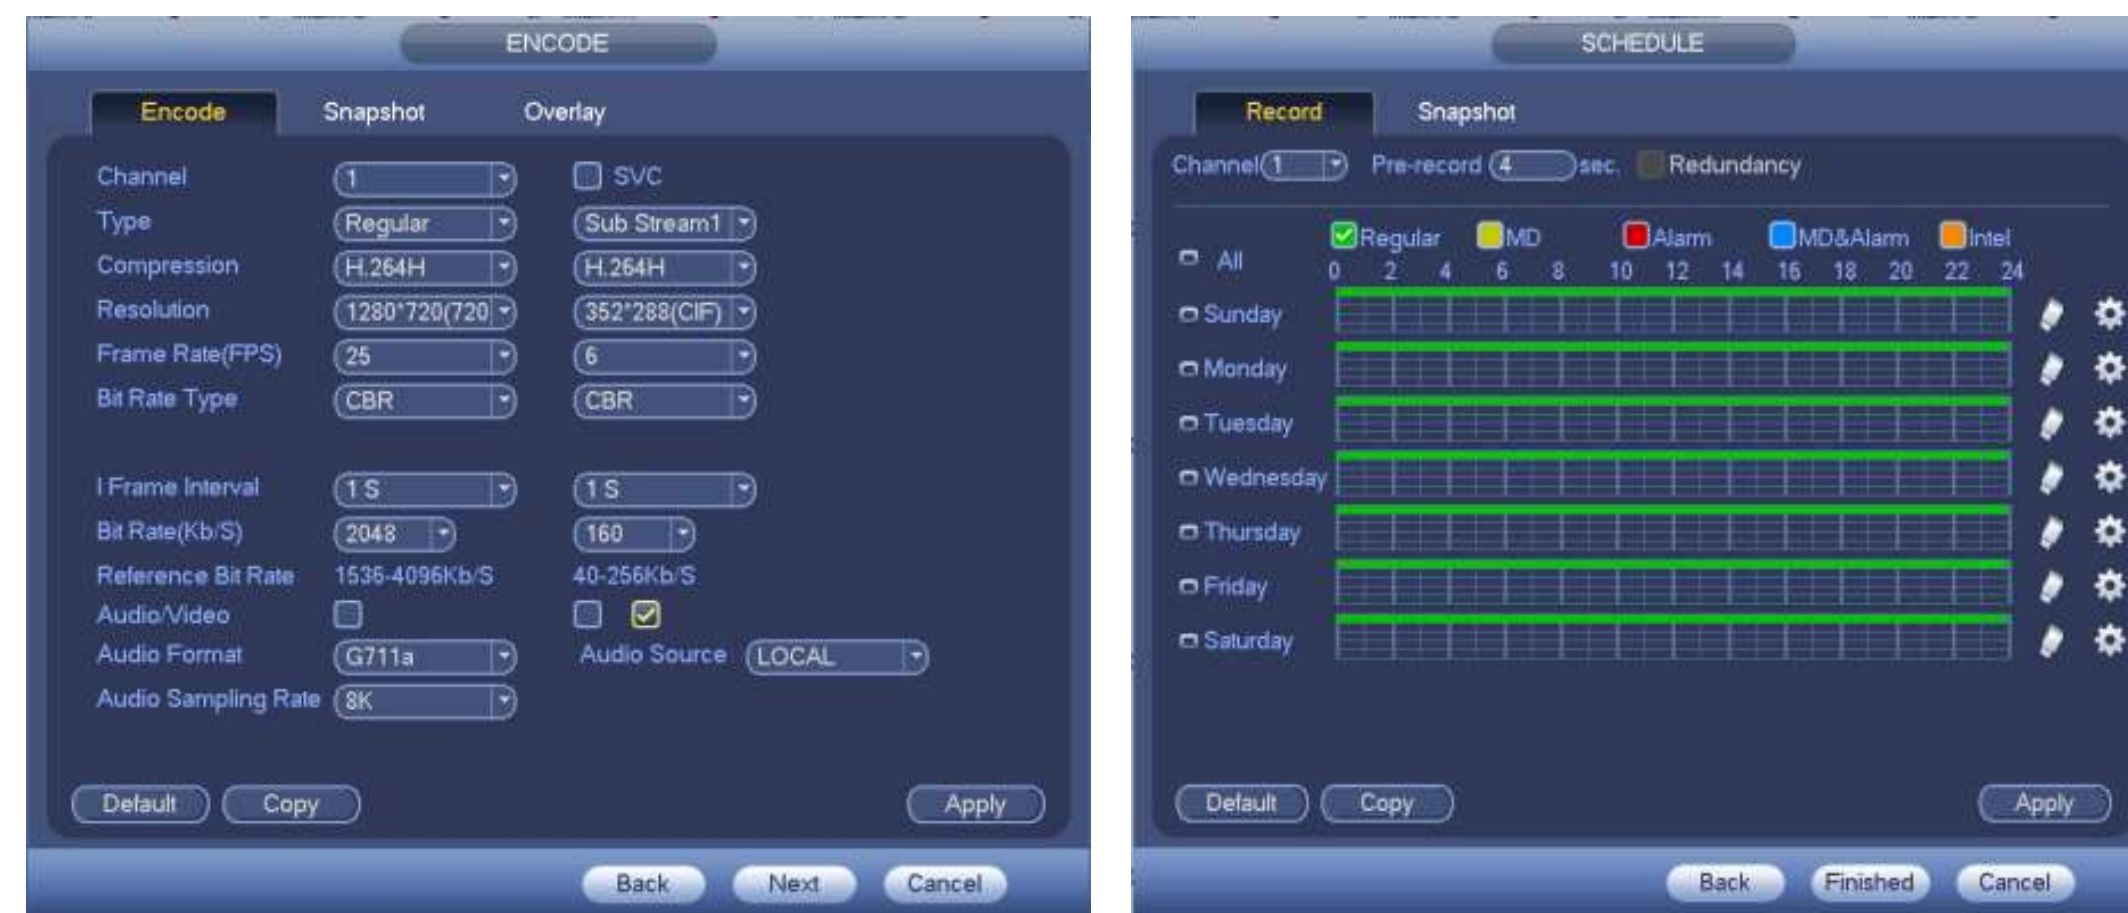 ENCODE
Encode Snapshot Overlay
Channel 1 SVC
Type Regular Sub Stream1
Compression H.264H H.264H
Resolution 1280*720(720 352*288(CIF)
Frame Rate(FPS) 25 6
Bit Rate Type CBR CBR
I Frame Interval 1 S 1 S
Bit Rate(Kb/S) 2048 160
Reference Bit Rate 1536-4096Kb/S 40-256Kb/S
Audio/Video
Audio Format G711a Audio Source LOCAL
Audio Sampling Rate 8K
Default Copy Apply
Back Next Cancel
SCHEDULE
Record Snapshot
Channel 1 Pre-record 4 sec. Redundancy
Regular MD Alarm MD&Alarm Intel
All 0 2 4 6 8 10 12 14 16 18 20 22 24
Sunday
Monday
Tuesday
Wednesday
Thursday
Friday
Saturday
Default Copy Apply
Back Finished Cancel